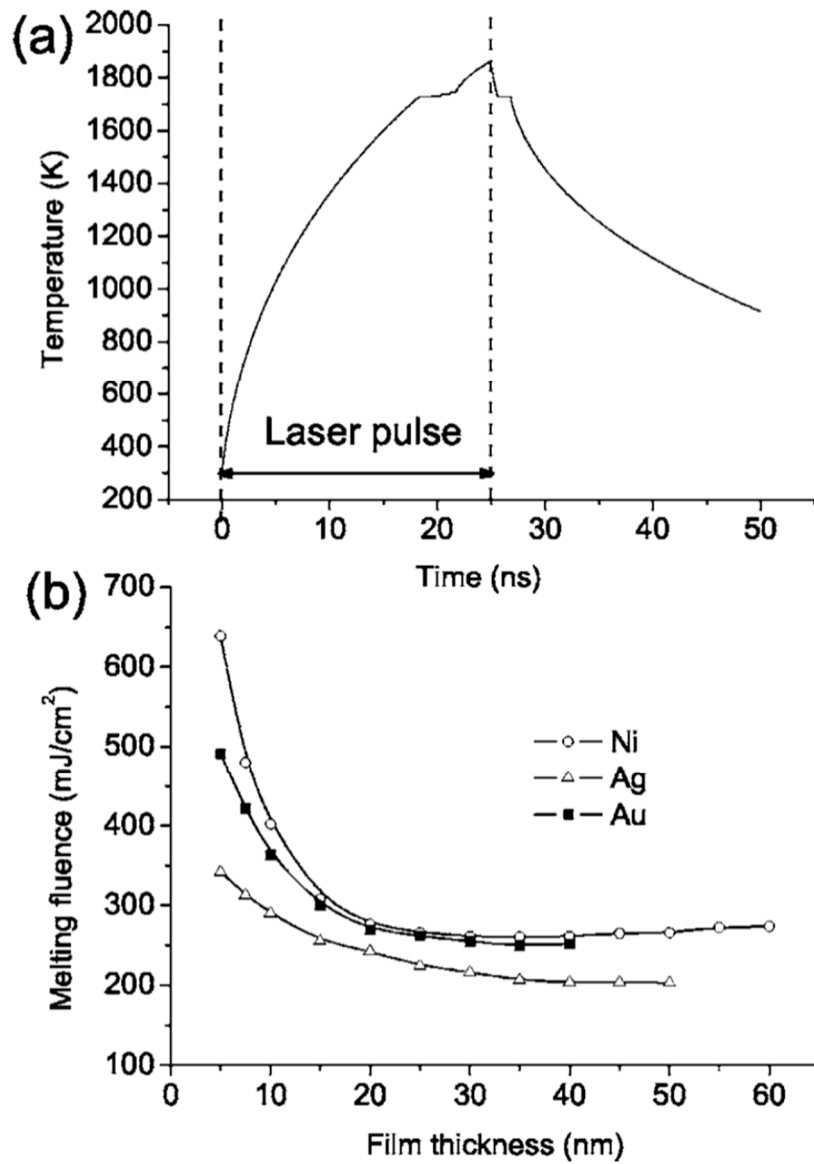 (a)
2000
1800
1600
1400
1200
1000
800
600
400
200
Temperature (K)
Laser pulse
0 10 20 30 40 50
Time (ns)
(b)
700
600
500
400
300
200
100
Melting fluence (mJ/cm²)
Ni
Ag
Au
0 10 20 30 40 50 60
Film thickness (nm)